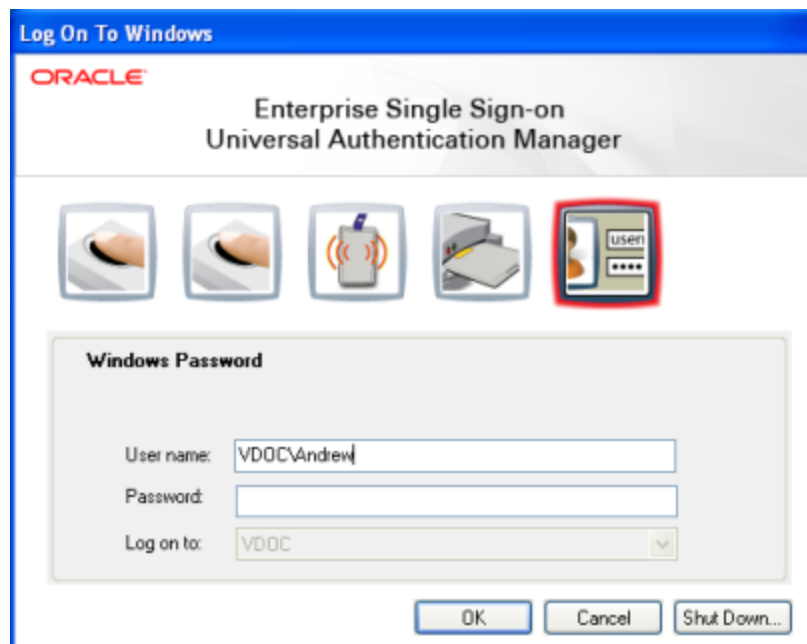 Log On To Windows
ORACLE
Enterprise Single Sign-on
Universal Authentication Manager
user
••••
Windows Password
User name: VDOC\Andrew
Password:
Log on to: VDOC
OK Cancel Shut Down...